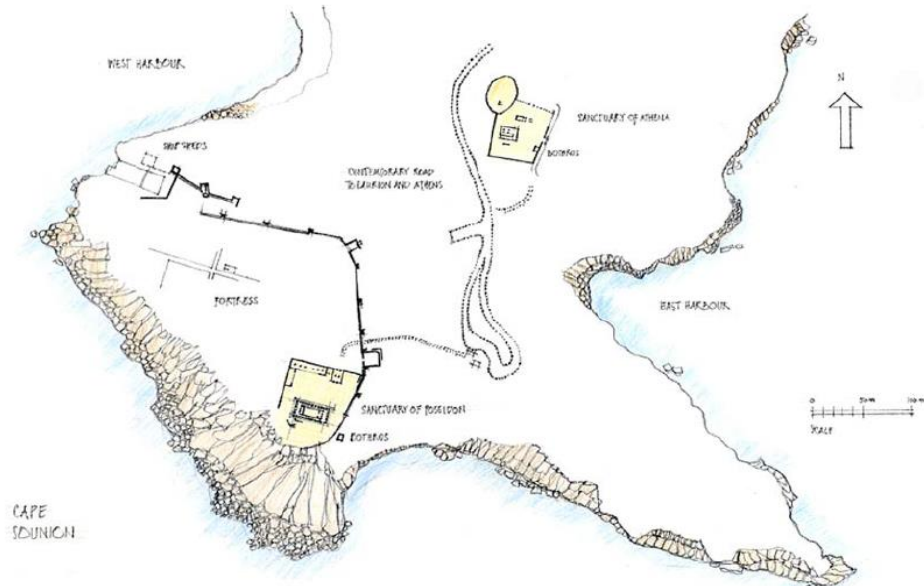 WEST HARBOUR
N
SHIP SHEDS
SANCTUARY OF ATHENA
BOTHROS
CONTEMPORARY ROAD
TO LAURION AND ATHENS
FORTRESS
EAST HARBOUR
SANCTUARY OF POSEIDON
BOTHROS
0 50m 100m
SCALE
CAPE
SOUNION